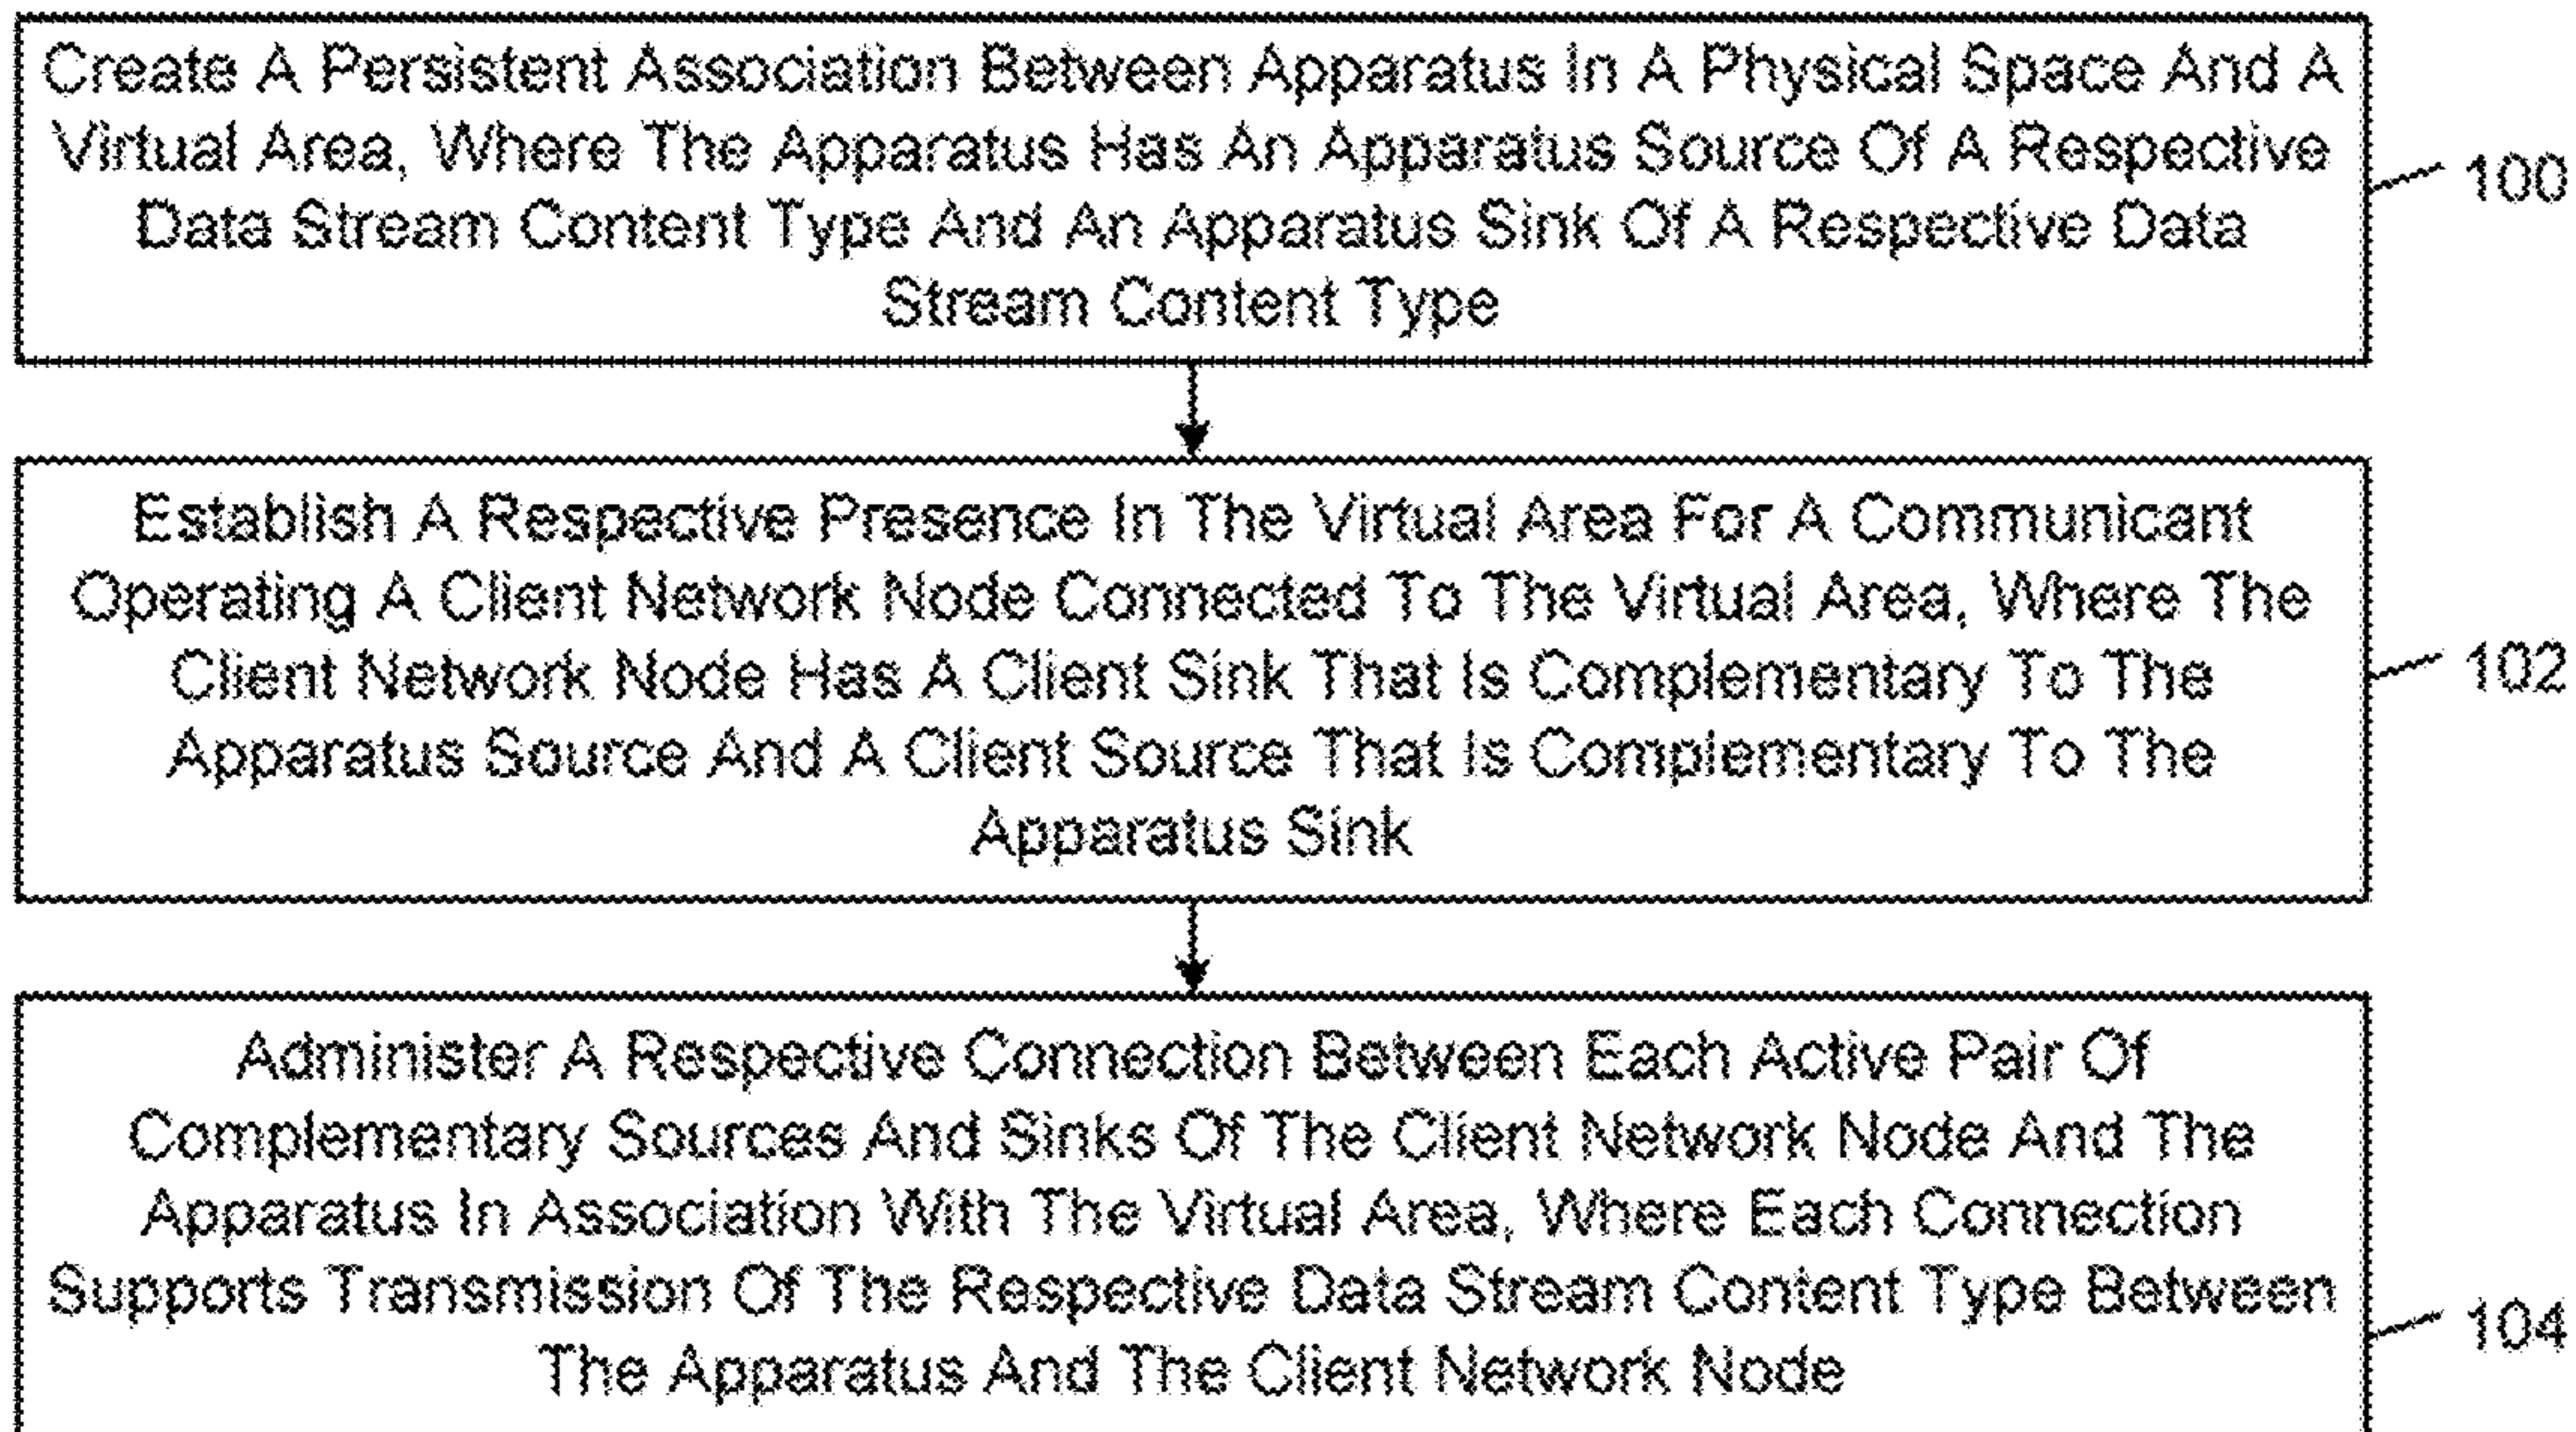 Create A Persistent Association Between Apparatus In A Physical Space And A
Virtual Area, Where The Apparatus Has An Apparatus Source Of A Respective
Data Stream Content Type And An Apparatus Sink Of A Respective Data
Stream Content Type
100
Establish A Respective Presence In The Virtual Area For A Communicant
Operating A Client Network Node Connected To The Virtual Area, Where The
Client Network Node Has A Client Sink That Is Complementary To The
Apparatus Source And A Client Source That Is Complementary To The
Apparatus Sink
102
Administer A Respective Connection Between Each Active Pair Of
Complementary Sources And Sinks Of The Client Network Node And The
Apparatus In Association With The Virtual Area, Where Each Connection
Supports Transmission Of The Respective Data Stream Content Type Between
The Apparatus And The Client Network Node
104